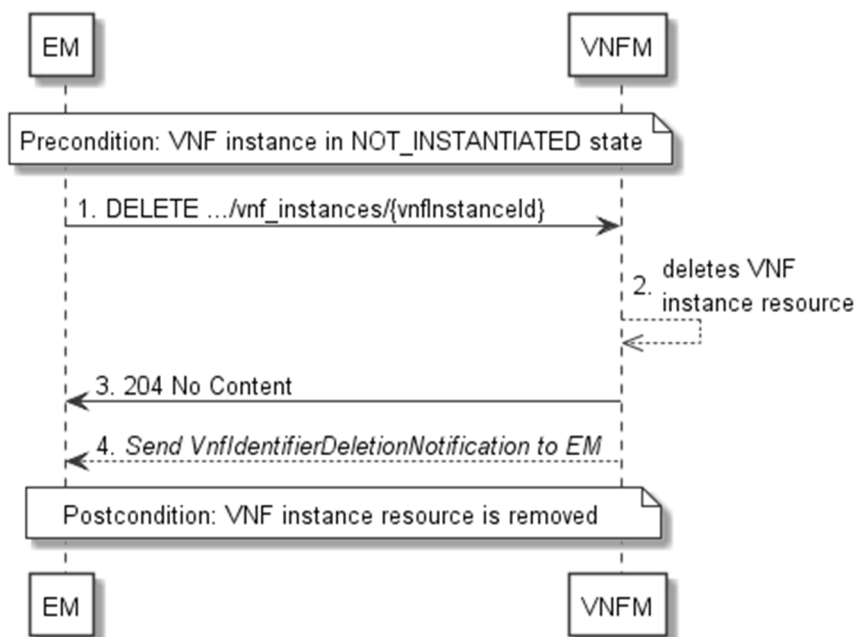 EM
VNFM
Precondition: VNF instance in NOT_INSTANTIATED state
1. DELETE .../vnf_instances/{vnfInstanceId}
2. deletes VNF
instance resource
3. 204 No Content
4. Send VnfIdentifierDeletionNotification to EM
Postcondition: VNF instance resource is removed
EM
VNFM